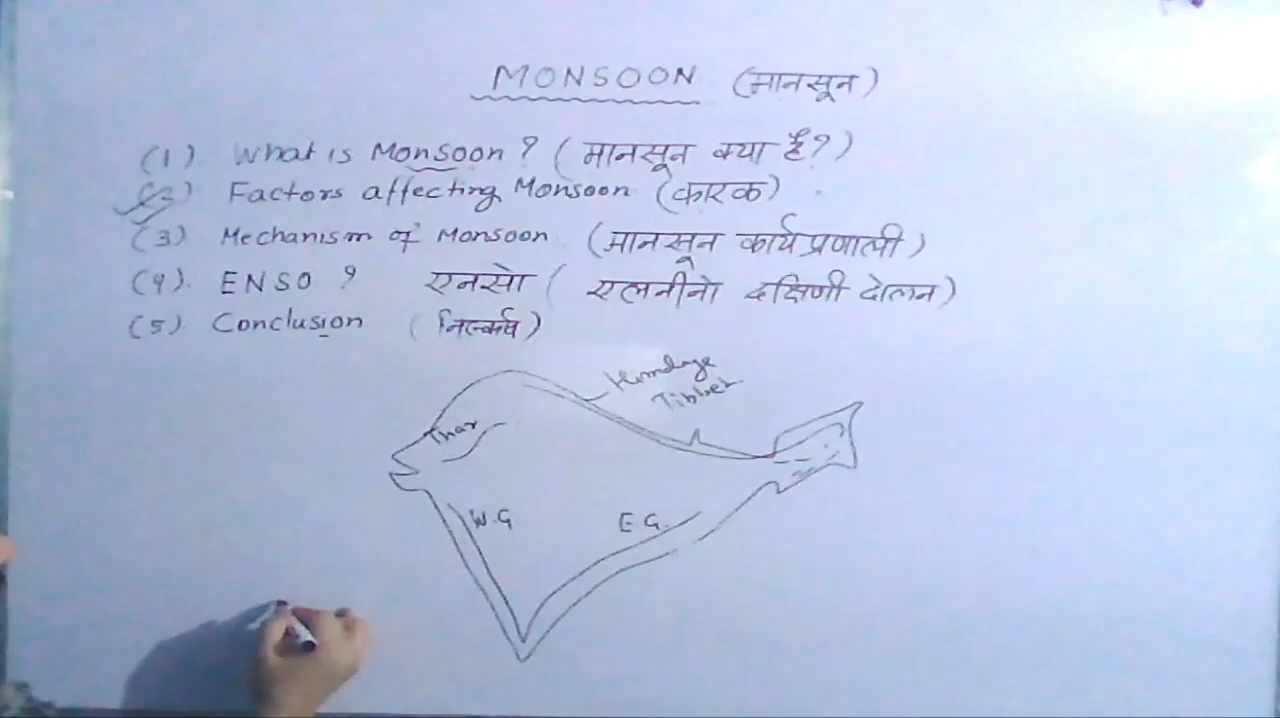 MONSOON (मानसून)
(1) What is Monsoon? (मानसून क्या है?)
(2) Factors affecting Monsoon (कारक)
(3) Mechanism of Monsoon (मानसून कार्यप्रणाली)
(4). ENSO ? एनसो ( एलनीनो दक्षिणी दोलन)
(5) Conclusion (निष्कर्ष)
Himalaya
Tibbet
Thar
W.G
E.G.